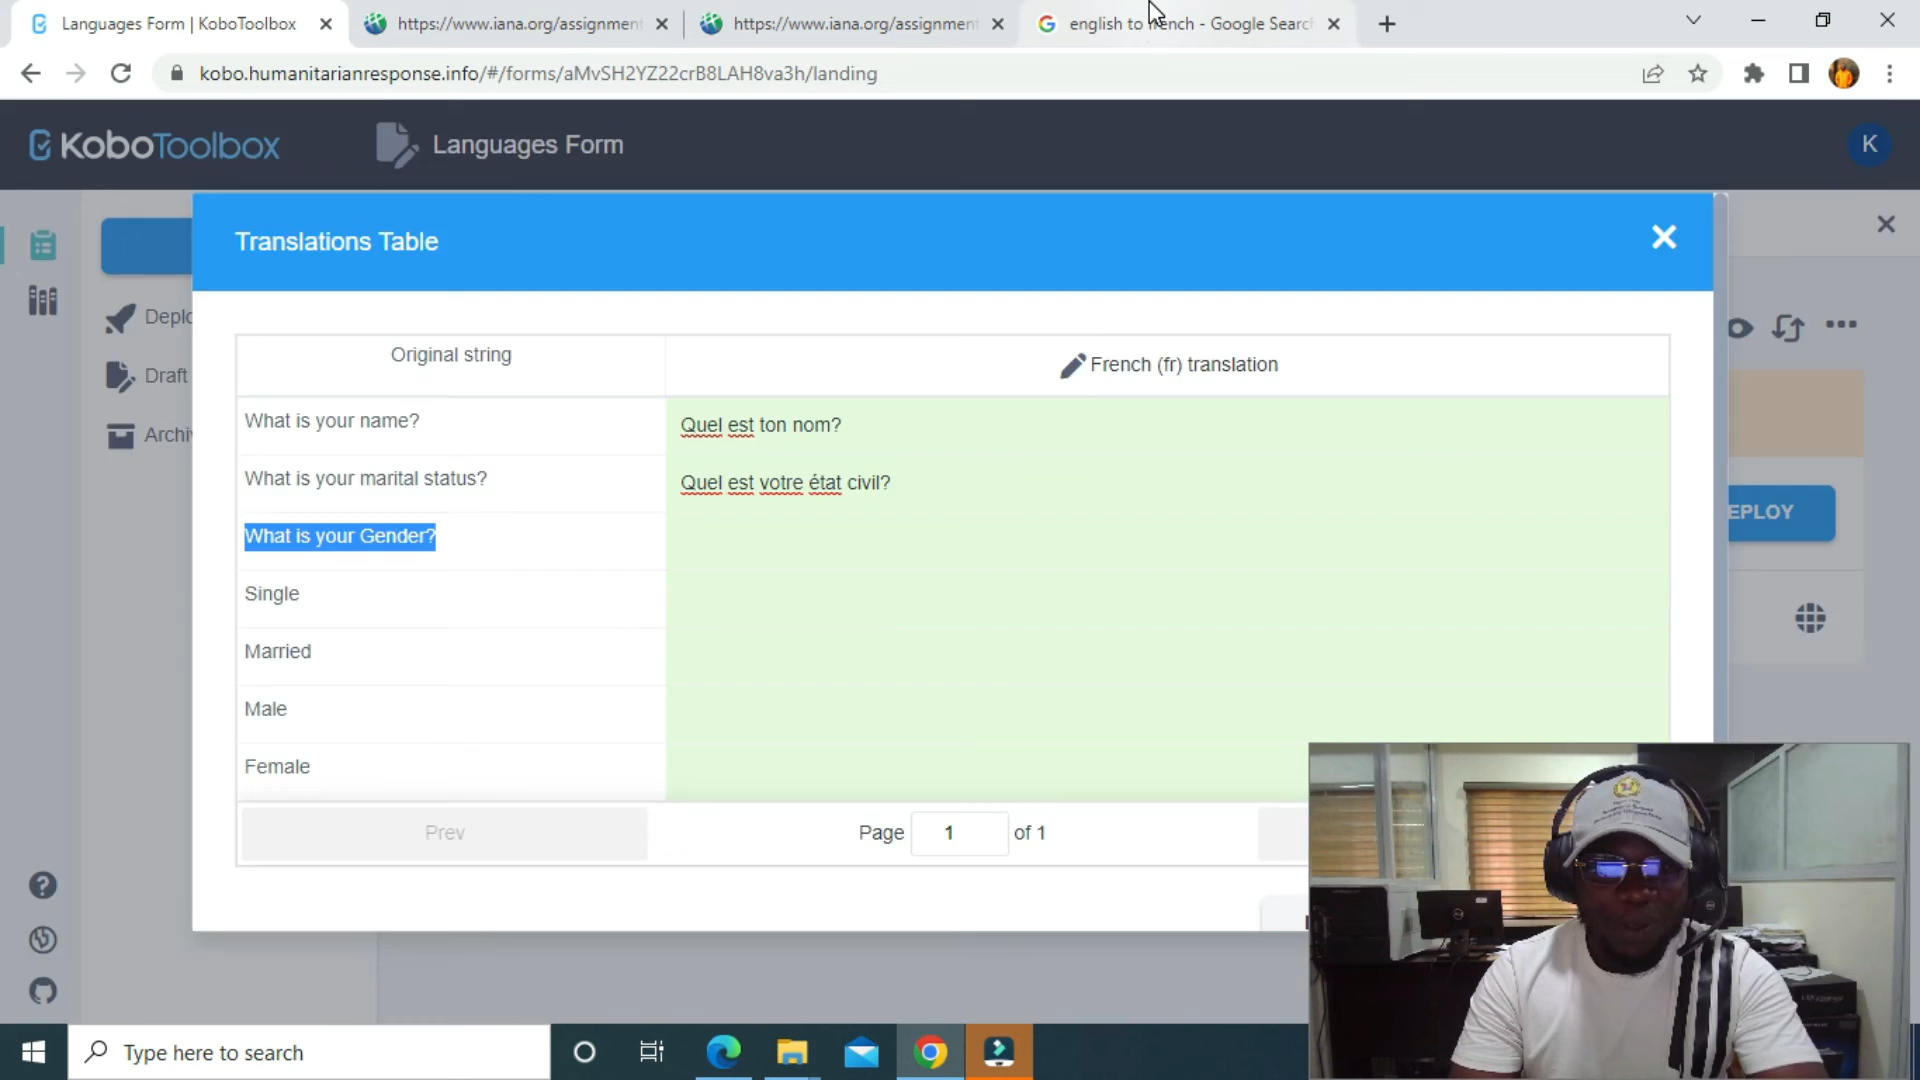 Languages Form | KoboToolbox
https://www.iana.org/assignment
https://www.iana.org/assignment
english to french - Google Search
kobo.humanitarianresponse.info/#/forms/aMvSH2YZ22crB8LAH8va3h/landing
KoboToolbox
Languages Form
K
Translations Table
Deplo
Draft
Archi
EPLOY
Original string
French (fr) translation
What is your name?
Quel est ton nom?
What is your marital status?
Quel est votre état civil?
What is your Gender?
Single
Married
Male
Female
Prev
Page 1 of 1
Type here to search